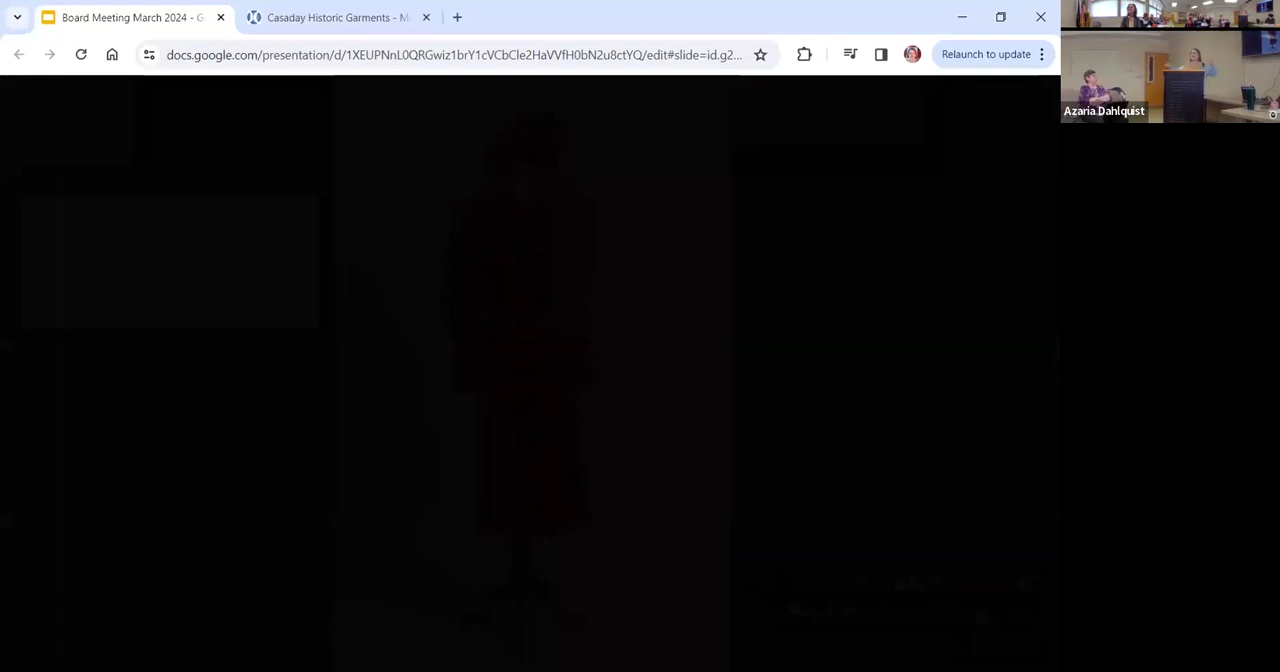 Board Meeting March 2024 - G
Casaday Historic Garments - M
docs.google.com/presentation/d/1XEUPNnL0QRGwiz1brY1rVCbCle2HaVVfH0bN2u8ctYQ/edit#slide=id.g2...
Relaunch to update
Azaria Dahlquist